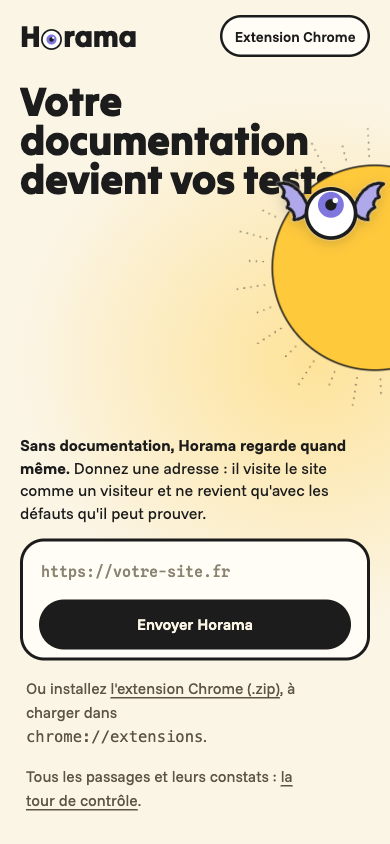 Horama
Extension Chrome
Votre
documentation
devient vos tests
Sans documentation, Horama regarde quand
même. Donnez une adresse : il visite le site
comme un visiteur et ne revient qu'avec les
défauts qu'il peut prouver.
https://votre-site.fr
Envoyer Horama
Ou installez l'extension Chrome (.zip), à
charger dans
chrome://extensions.
Tous les passages et leurs constats : la
tour de contrôle.